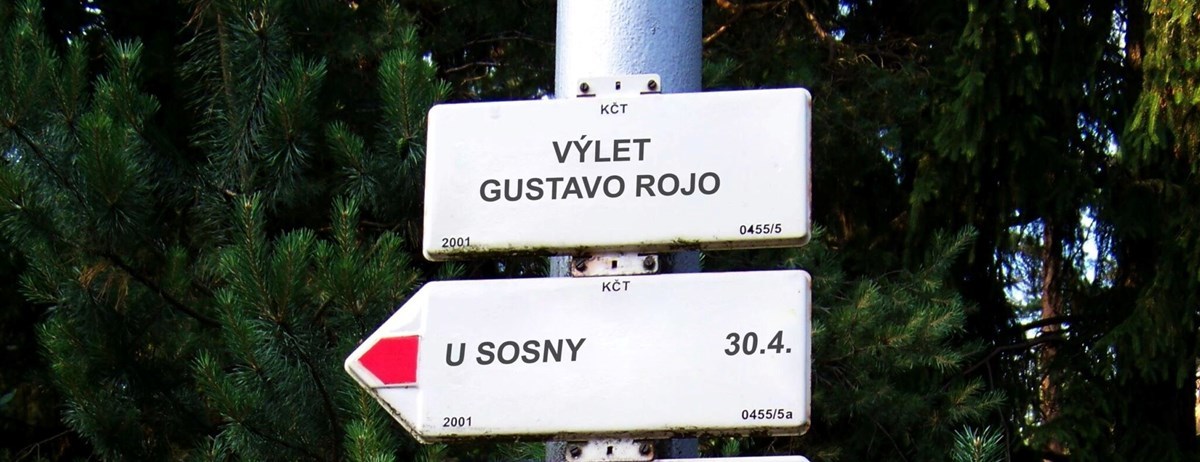 KČT
VÝLET
GUSTAVO ROJO
2001 0455/5
KČT
U SOSNY 30.4.
2001 0455/5a